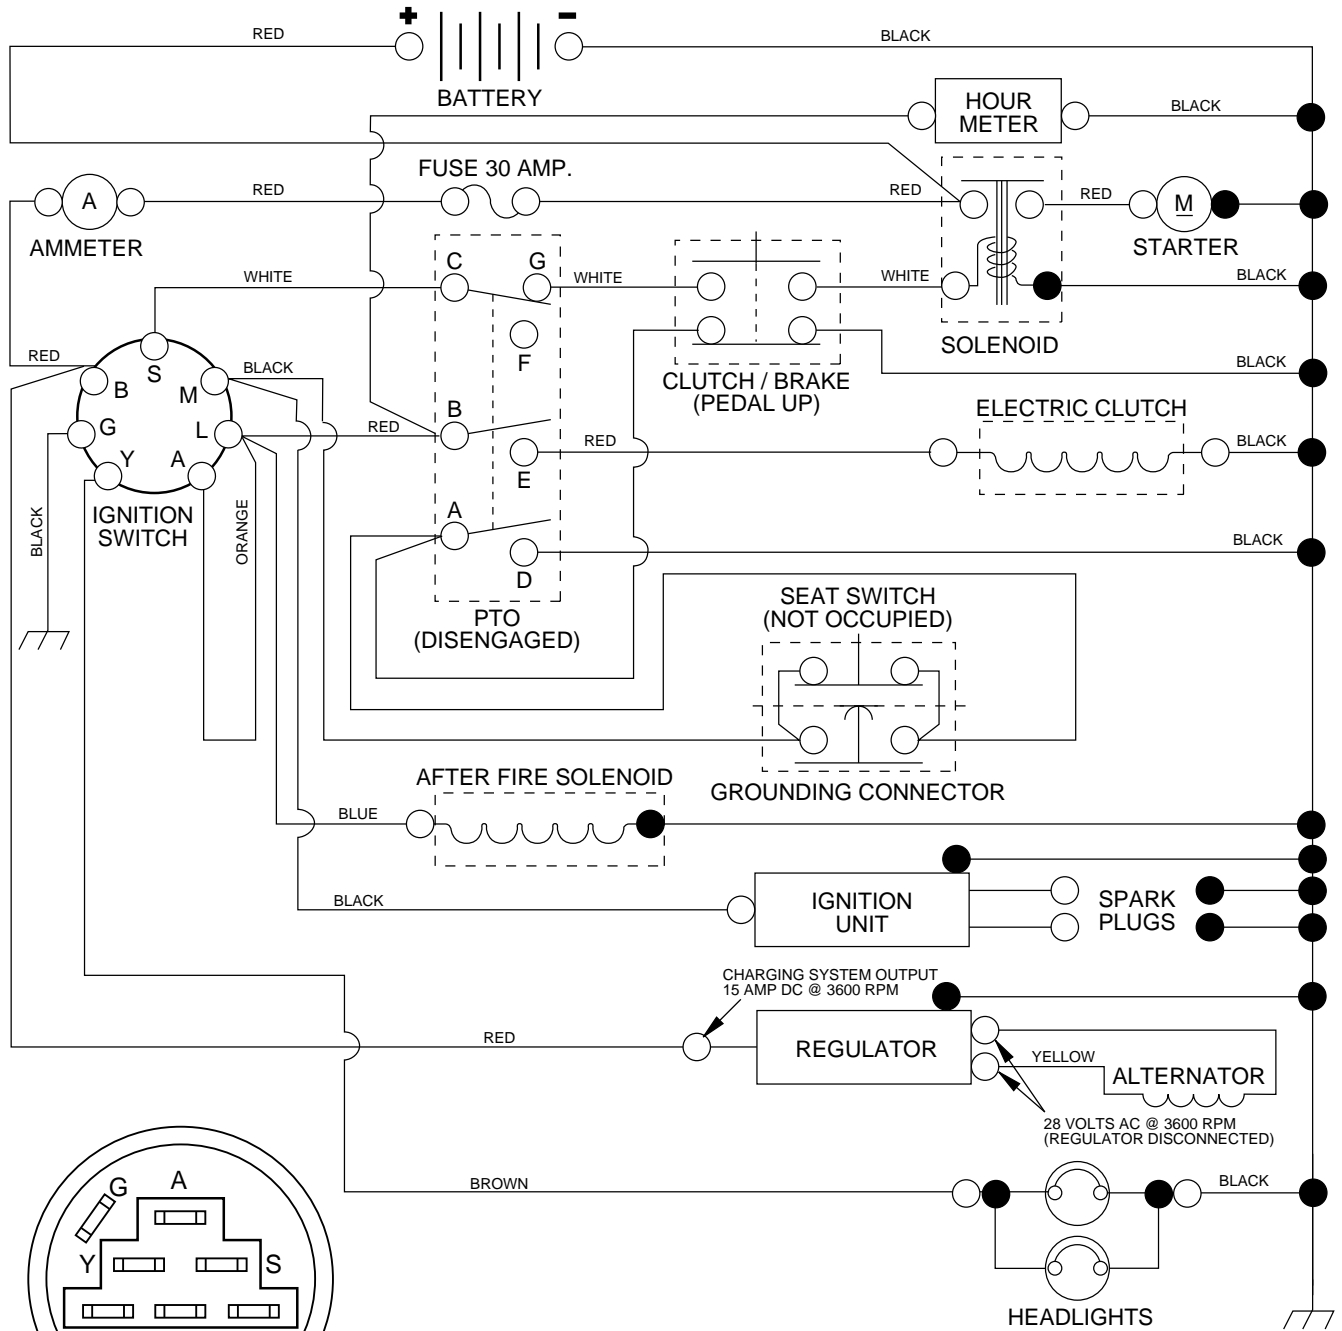 +
–
RED
BLACK
BATTERY
HOUR
METER
BLACK
FUSE 30 AMP.
RED
A
RED
RED
M
AMMETER
STARTER
C
G
WHITE
WHITE
WHITE
BLACK
F
SOLENOID
RED
S
B
M
BLACK
BLACK
CLUTCH / BRAKE
(PEDAL UP)
B
ELECTRIC CLUTCH
G
L
RED
RED
BLACK
Y
A
E
IGNITION
SWITCH
A
BLACK
ORANGE
BLACK
D
PTO
(DISENGAGED)
SEAT SWITCH
(NOT OCCUPIED)
AFTER FIRE SOLENOID
GROUNDING CONNECTOR
BLUE
BLACK
IGNITION
UNIT
SPARK
PLUGS
CHARGING SYSTEM OUTPUT
15 AMP DC @ 3600 RPM
RED
REGULATOR
YELLOW
ALTERNATOR
28 VOLTS AC @ 3600 RPM
(REGULATOR DISCONNECTED)
BROWN
BLACK
G
A
Y
S
HEADLIGHTS